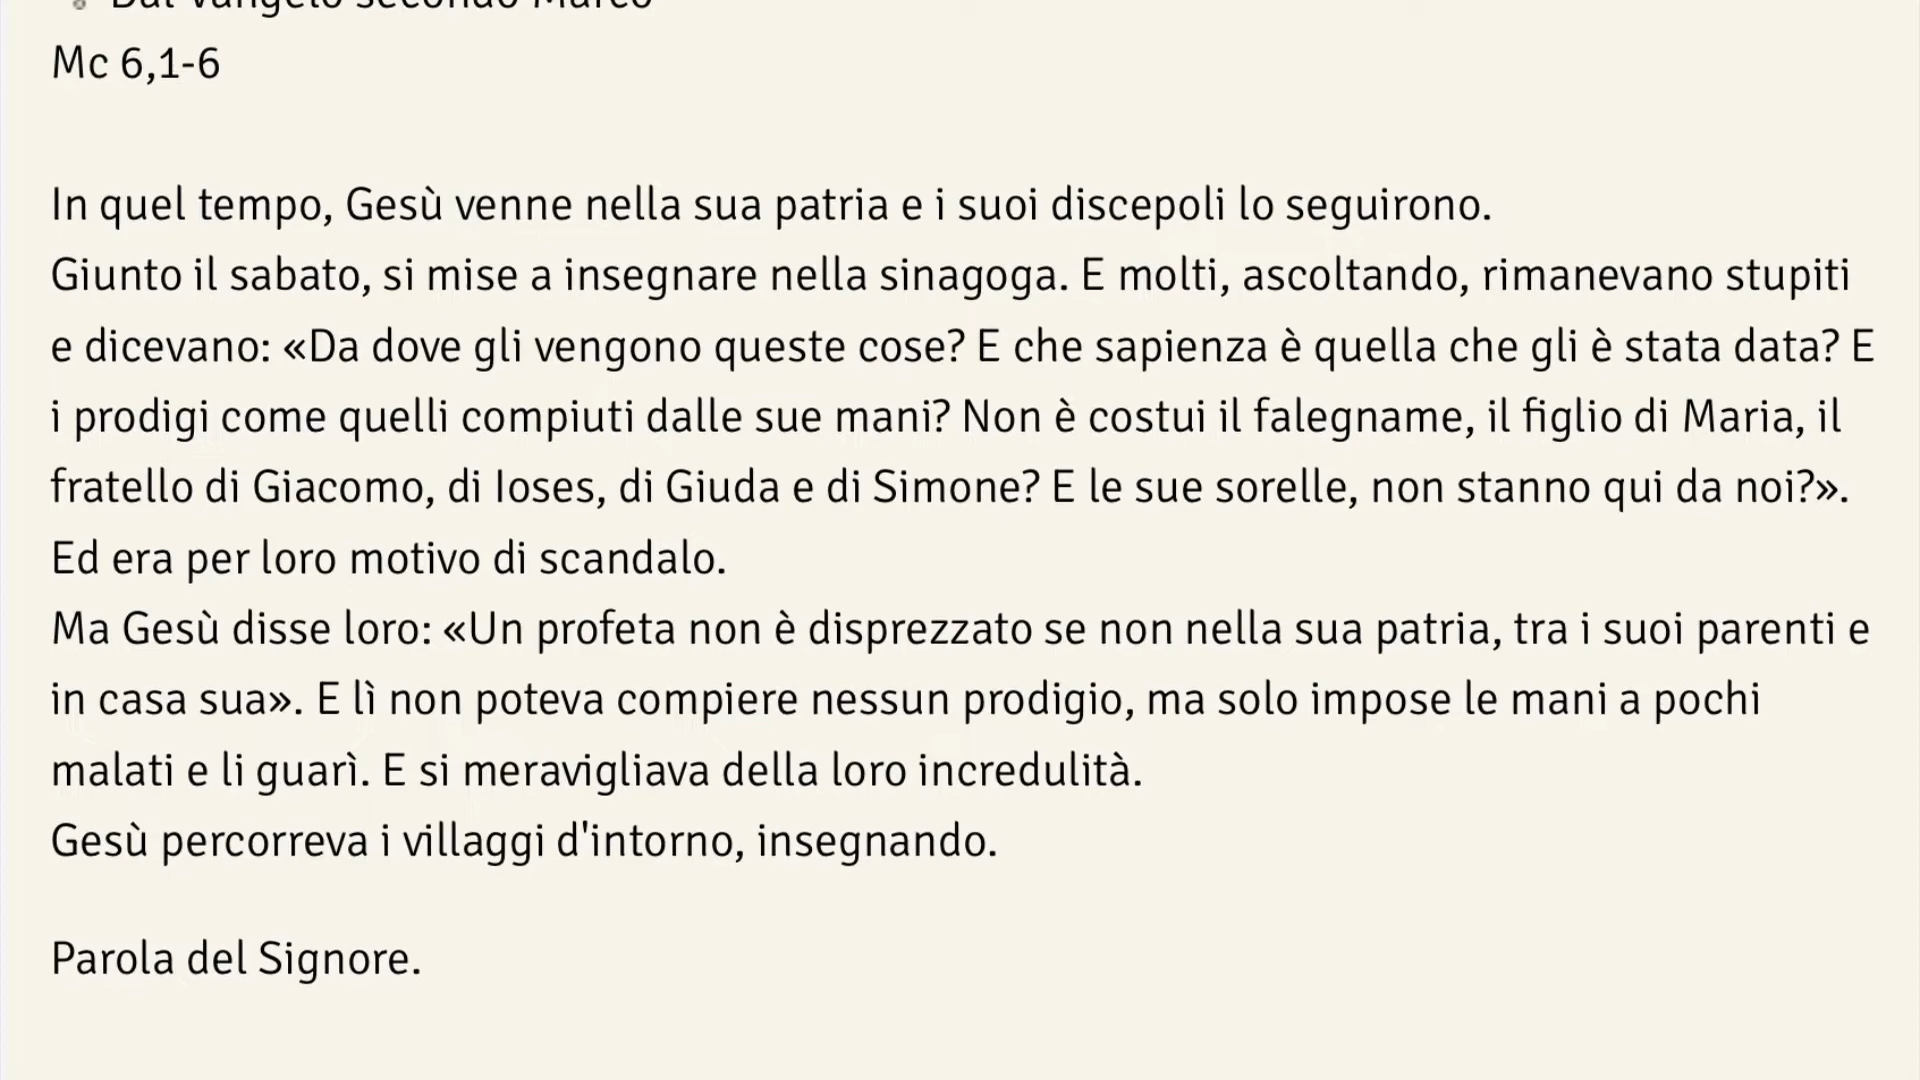 Dal Vangelo secondo Marco
Mc 6,1-6
In quel tempo, Gesù venne nella sua patria e i suoi discepoli lo seguirono.
Giunto il sabato, si mise a insegnare nella sinagoga. E molti, ascoltando, rimanevano stupiti
e dicevano: «Da dove gli vengono queste cose? E che sapienza è quella che gli è stata data? E
i prodigi come quelli compiuti dalle sue mani? Non è costui il falegname, il figlio di Maria, il
fratello di Giacomo, di Ioses, di Giuda e di Simone? E le sue sorelle, non stanno qui da noi?».
Ed era per loro motivo di scandalo.
Ma Gesù disse loro: «Un profeta non è disprezzato se non nella sua patria, tra i suoi parenti e
in casa sua». E lì non poteva compiere nessun prodigio, ma solo impose le mani a pochi
malati e li guarì. E si meravigliava della loro incredulità.
Gesù percorreva i villaggi d'intorno, insegnando.
Parola del Signore.